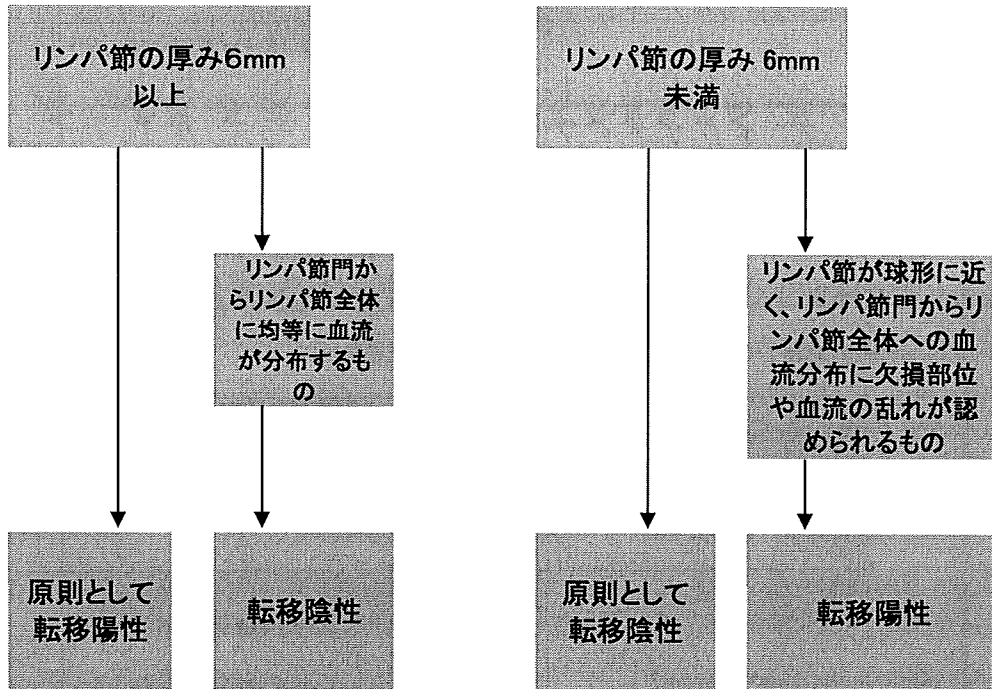 リンパ節の厚み6mm
以上
リンパ節の厚み 6mm
未満
リンパ節門か
らリンパ節全体
に均等に血流
が分布するも
の
リンパ節が球形に近
く、リンパ節門からリ
ンパ節全体への血
流分布に欠損部位
や血流の乱れが認
められるもの
原則として
転移陽性
転移陰性
原則として
転移陰性
転移陽性